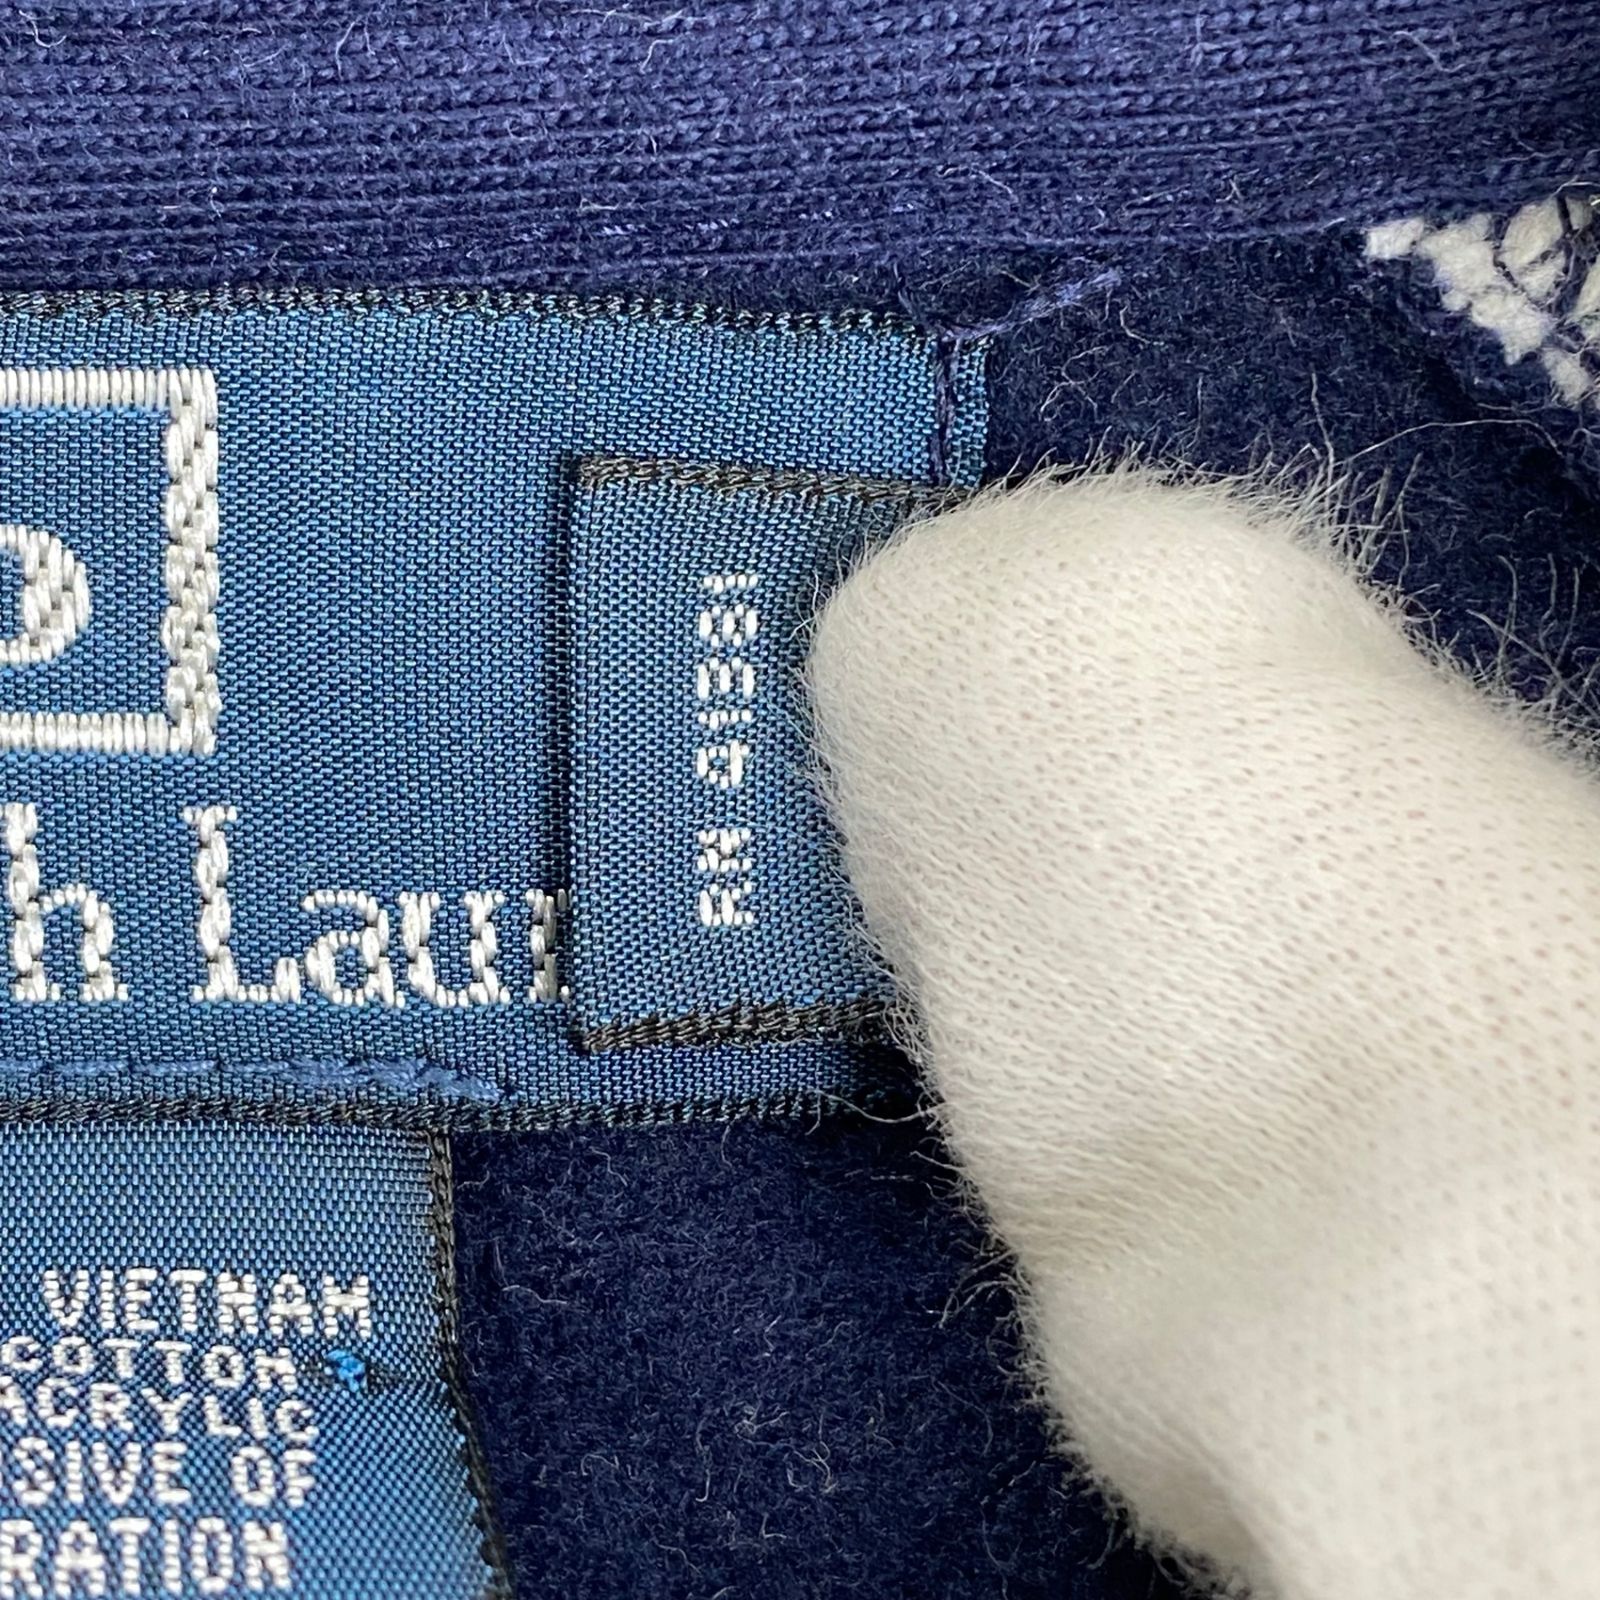 h Lau
RN 41381
VIETNAM
COTTON
ACRYLIC
SIVE OF
RATION